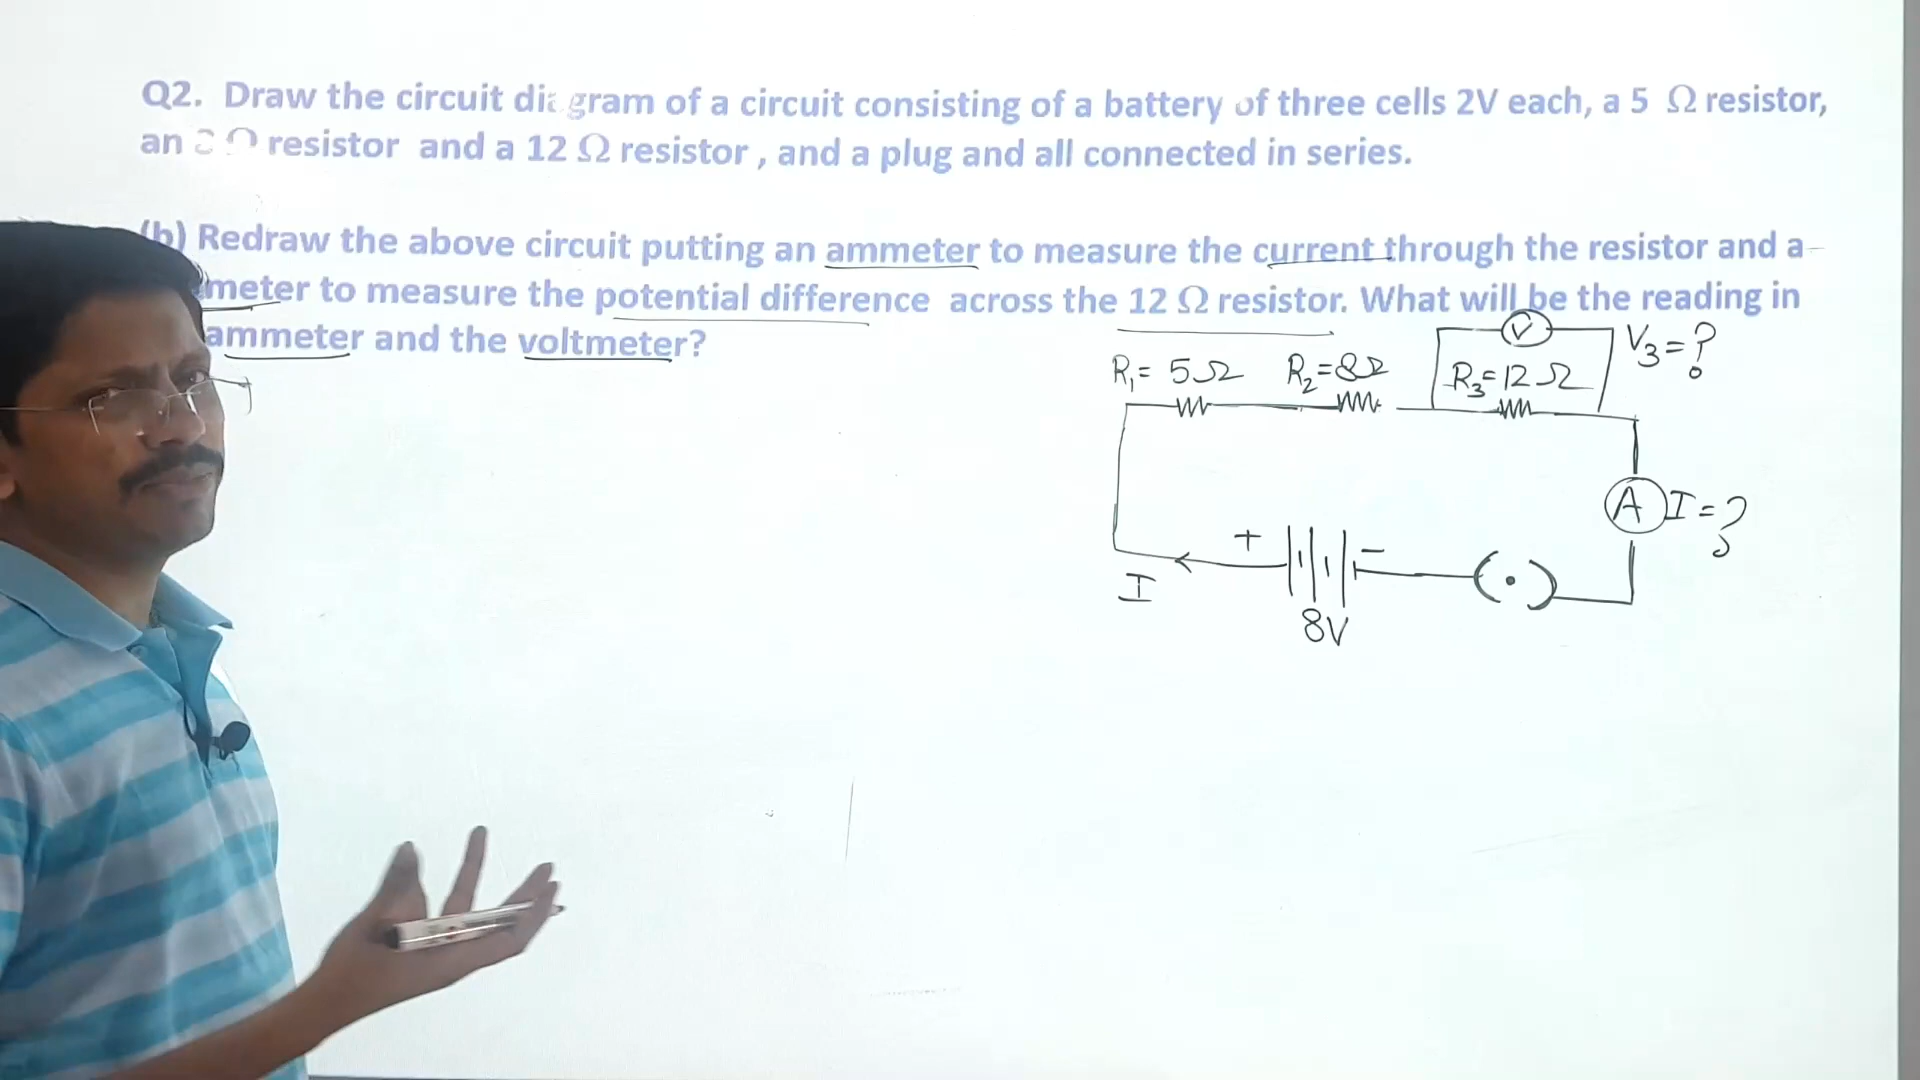 Q2. Draw the circuit diagram of a circuit consisting of a battery of three cells 2V each, a 5 Ω resistor,
an Ω resistor and a 12 Ω resistor , and a plug and all connected in series.
(b) Redraw the above circuit putting an ammeter to measure the current through the resistor and a
meter to measure the potential difference across the 12 Ω resistor. What will be the reading in
ammeter and the voltmeter?
V
V₃=?
R₁= 5Ω R₂=8Ω R₃=12Ω
A I=?
+ −
I
8V